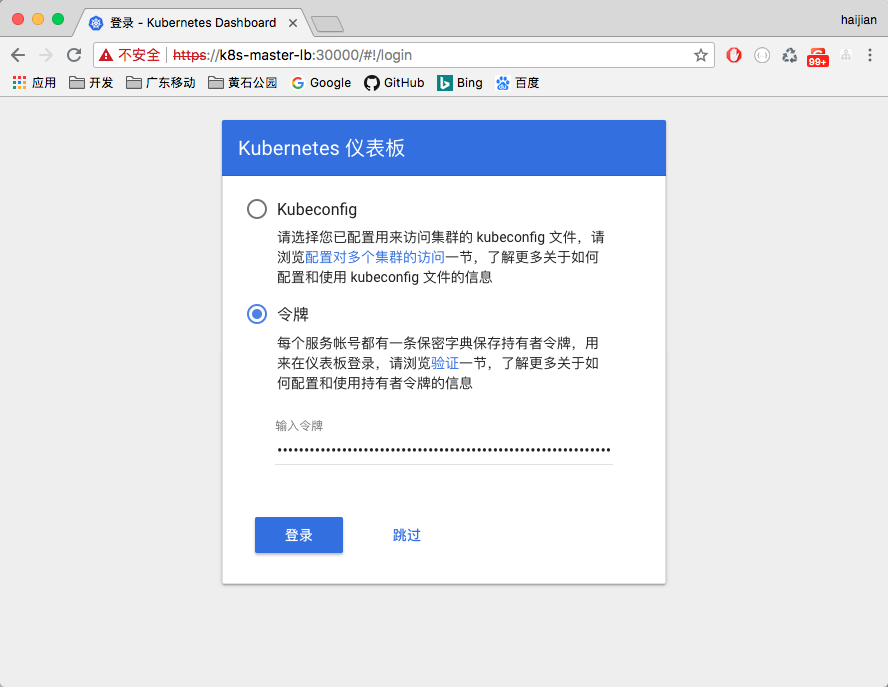 登录 - Kubernetes Dashboard
haijian
不安全 https://k8s-master-lb:30000/#!/login
99+
应用 开发 广东移动 黄石公园 Google GitHub Bing 百度
Kubernetes 仪表板
Kubeconfig
请选择您已配置用来访问集群的 kubeconfig 文件，请
浏览配置对多个集群的访问一节，了解更多关于如何
配置和使用 kubeconfig 文件的信息
令牌
每个服务帐号都有一条保密字典保存持有者令牌，用
来在仪表板登录，请浏览验证一节，了解更多关于如
何配置和使用持有者令牌的信息
输入令牌
登录 跳过